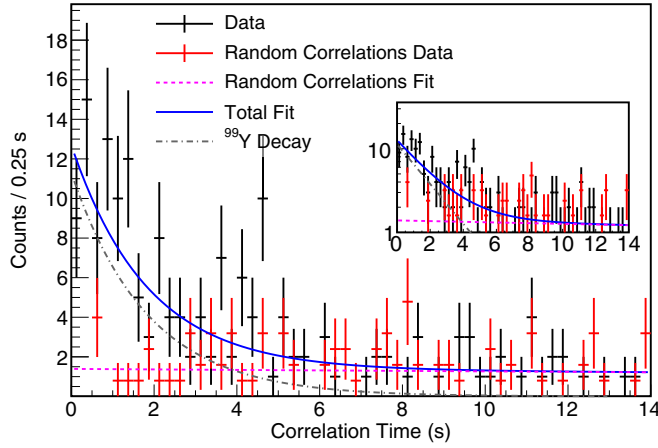 Data
Random Correlations Data
Random Correlations Fit
Total Fit
⁹⁹Y Decay
Counts / 0.25 s
18
16
14
12
10
8
6
4
2
0 2 4 6 8 10 12 14
Correlation Time (s)
10
1
0 2 4 6 8 10 12 14